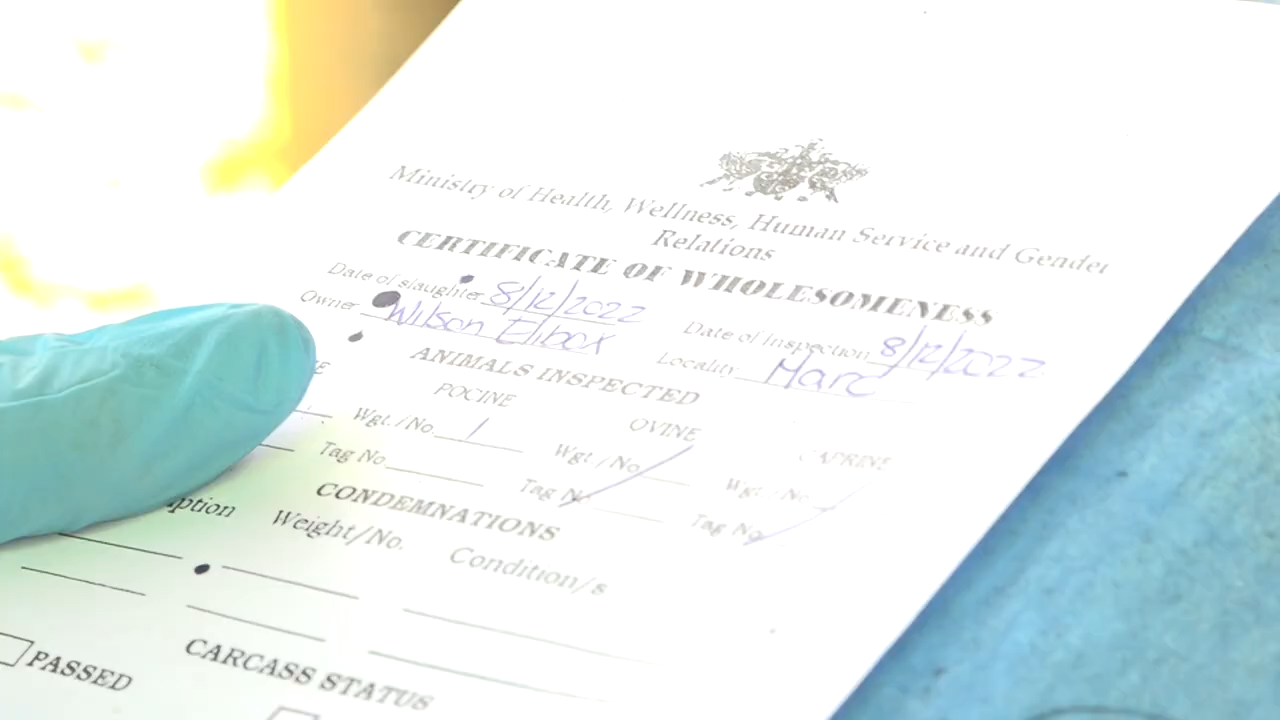 Ministry of Health, Wellness, Human Service and Gender
Relations
CERTIFICATE OF WHOLESOMENESS
Date of slaughter 8/12/2022 Date of Inspection 8/12/2022
Owner Wilson Elibox Locality Marc
ANIMALS INSPECTED
POCINE OVINE CAPRINE
Wgt./No. 1 Wgt./No. Wgt./No.
Tag No Tag No Tag No
CONDEMNATIONS
Weight/No. Condition/s
CARCASS STATUS
PASSED